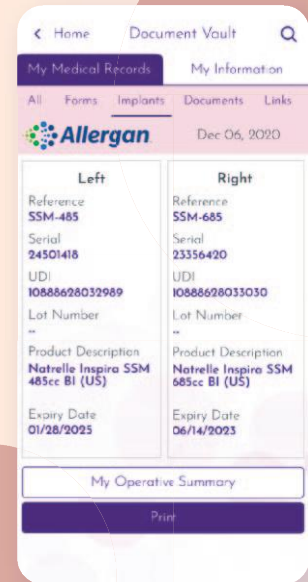 Home Document Vault
My Medical Records My Information
All Forms Implants Documents Links
Allergan Dec 06, 2020
Left
Reference
SSM-485
Serial
24501418
UDI
10888628032989
Lot Number
--
Product Description
Natrelle Inspira SSM
485cc BI (US)
Expiry Date
01/28/2025
Right
Reference
SSM-685
Serial
23356420
UDI
10888628033030
Lot Number
--
Product Description
Natrelle Inspira SSM
685cc BI (US)
Expiry Date
06/14/2023
My Operative Summary
Print